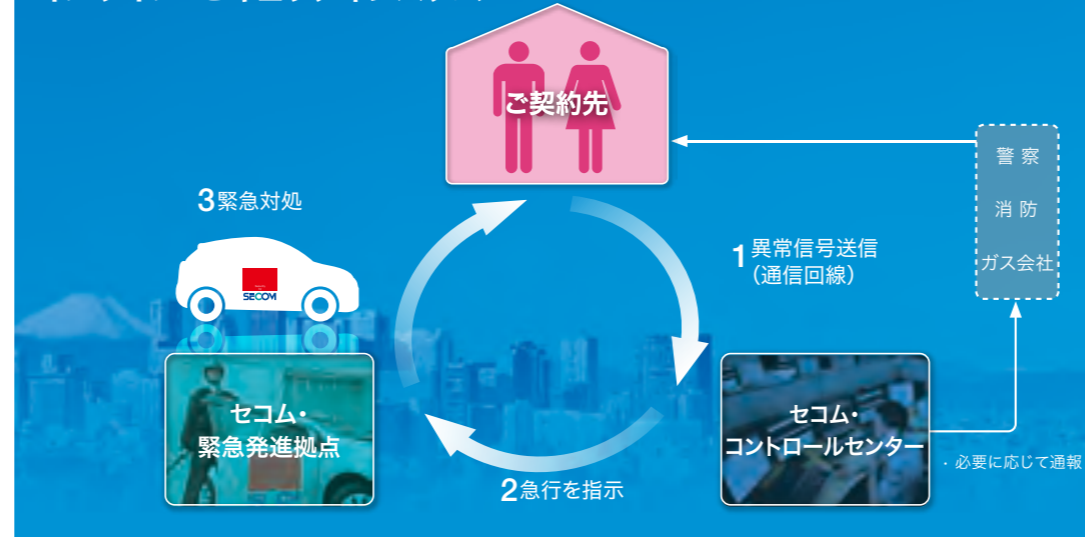 ご契約先
警察
消防
ガス会社
3緊急対処
1異常信号送信
（通信回線）
SECOM
セコム・
緊急発進拠点
セコム・
コントロールセンター
・必要に応じて通報
2急行を指示